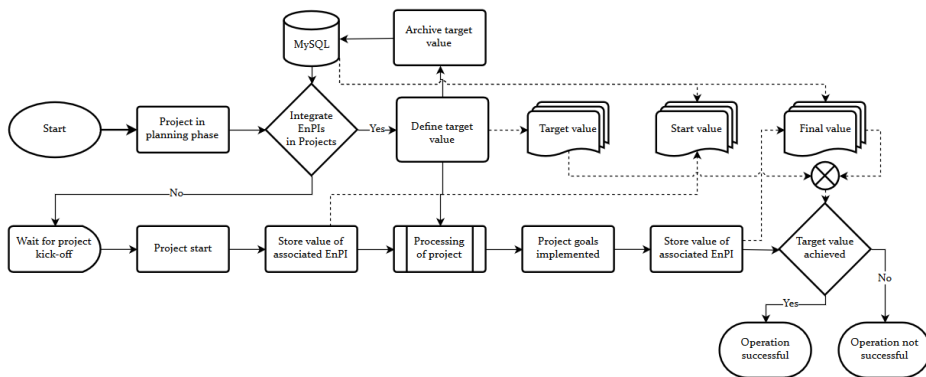 MySQL
Archive target
value
Start
Project in
planning phase
Integrate
EnPIs
in Projects
Yes
Define target
value
Target value
Start value
Final value
No
Wait for project
kick-off
Project start
Store value of
associated EnPI
Processing
of project
Project goals
implemented
Store value of
associated EnPI
Target value
achieved
No
Yes
Operation
successful
Operation not
successful